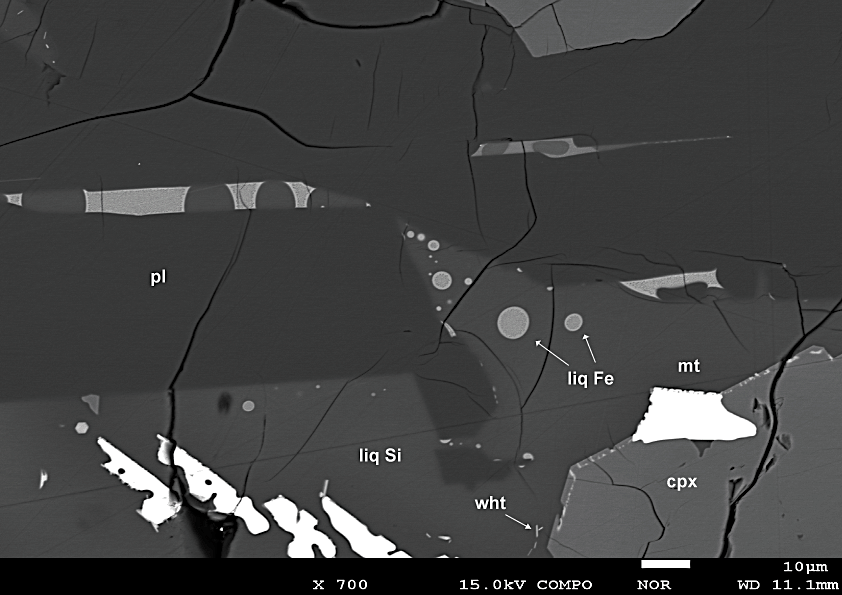 pl
liq Fe
mt
liq Si
cpx
wht
10µm
X 700 15.0kV COMPO NOR WD 11.1mm